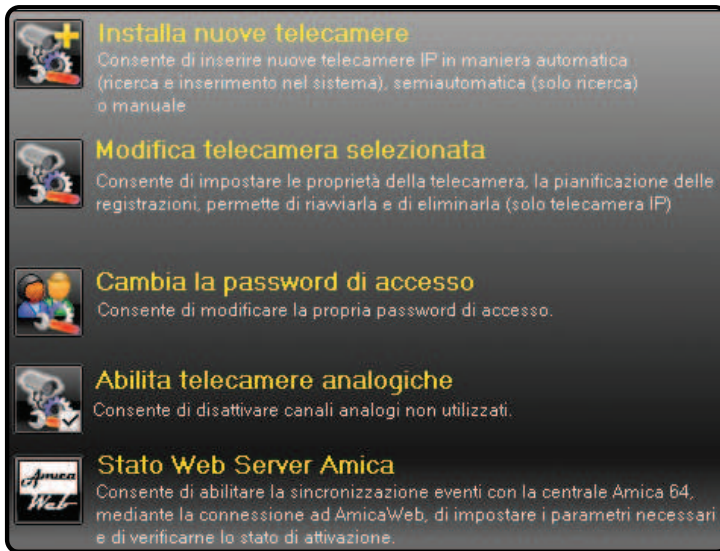 Installa nuove telecamere
Consente di inserire nuove telecamere IP in maniera automatica
(ricerca e inserimento nel sistema), semiautomatica (solo ricerca)
o manuale
Modifica telecamera selezionata
Consente di impostare le proprietà della telecamera, la pianificazione delle
registrazioni, permette di riavviarla e di eliminarla (solo telecamera IP)
Cambia la password di accesso
Consente di modificare la propria password di accesso.
Abilita telecamere analogiche
Consente di disattivare canali analogi non utilizzati.
Amica
Web
Stato Web Server Amica
Consente di abilitare la sincronizzazione eventi con la centrale Amica 64,
mediante la connessione ad AmicaWeb, di impostare i parametri necessari
e di verificarne lo stato di attivazione.